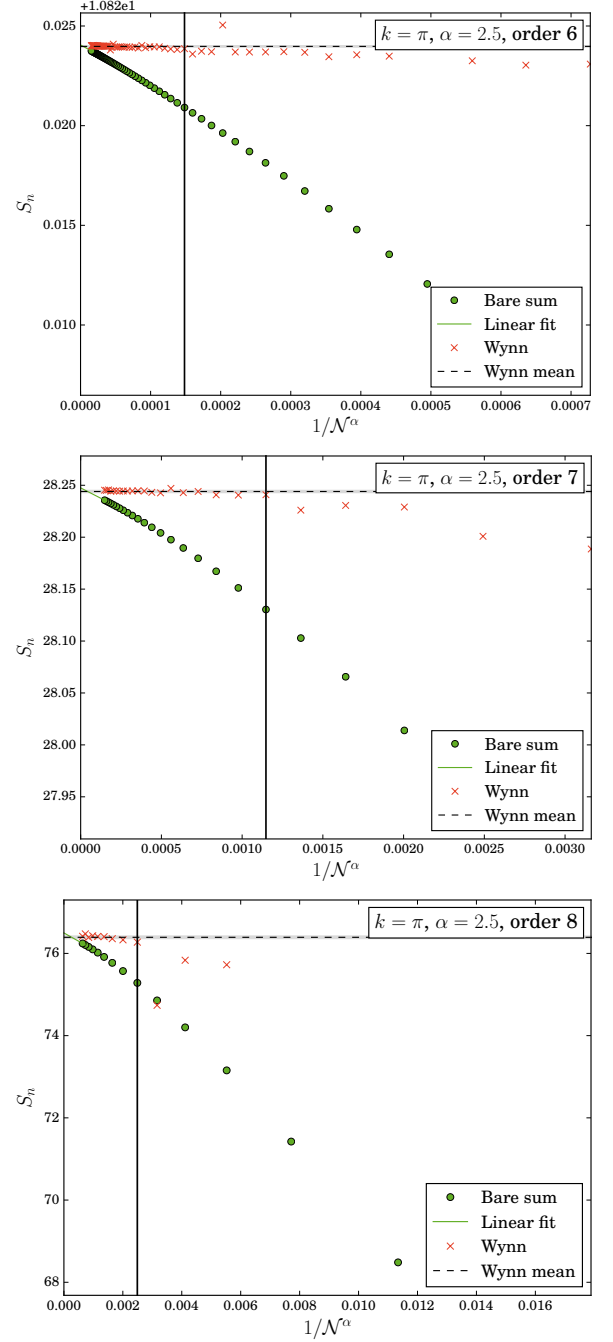 +1.082e1
0.025
0.020
0.015
0.010
S_n
k = π, α = 2.5, order 6
Bare sum
Linear fit
Wynn
Wynn mean
0.0000 0.0001 0.0002 0.0003 0.0004 0.0005 0.0006 0.0007
1/𝒩^α
28.25
28.20
28.15
28.10
28.05
28.00
27.95
S_n
k = π, α = 2.5, order 7
Bare sum
Linear fit
Wynn
Wynn mean
0.0000 0.0005 0.0010 0.0015 0.0020 0.0025 0.0030
1/𝒩^α
76
74
72
70
68
S_n
k = π, α = 2.5, order 8
Bare sum
Linear fit
Wynn
Wynn mean
0.000 0.002 0.004 0.006 0.008 0.010 0.012 0.014 0.016
1/𝒩^α